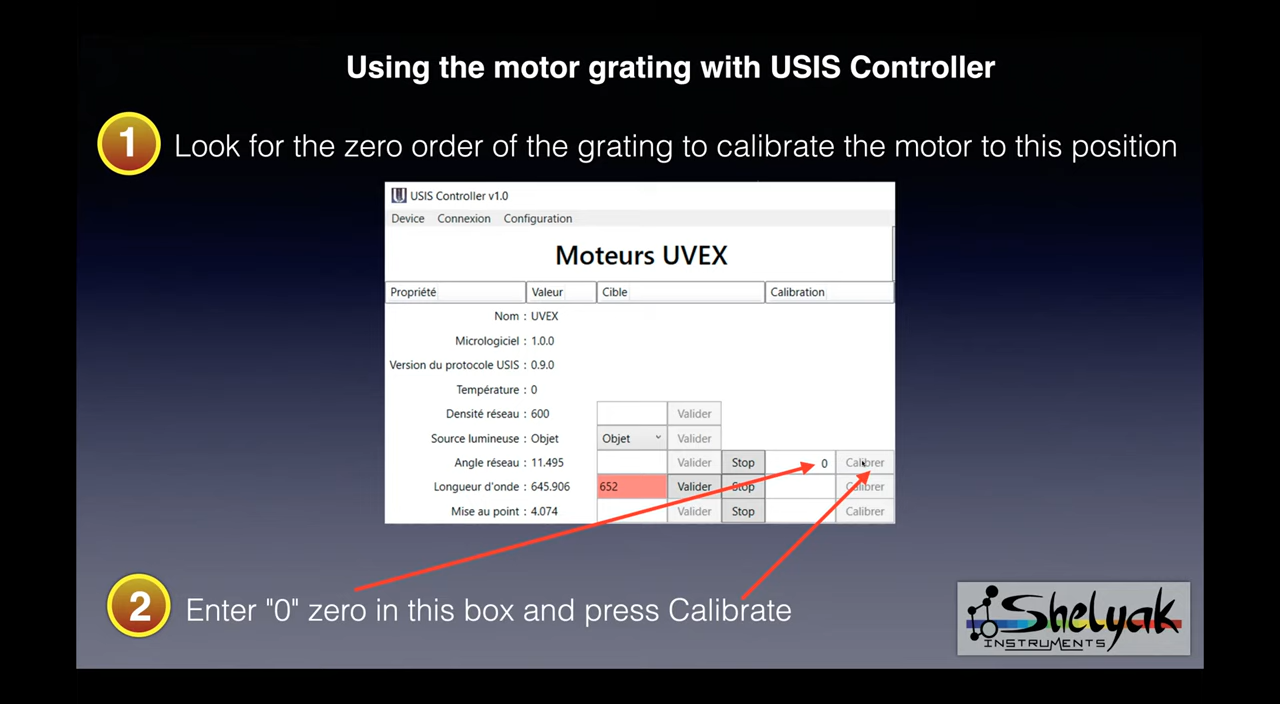 Using the motor grating with USIS Controller
1 Look for the zero order of the grating to calibrate the motor to this position
USIS Controller v1.0
Device Connexion Configuration
Moteurs UVEX
Propriété Valeur Cible Calibration
Nom : UVEX
Micrologiciel : 1.0.0
Version du protocole USIS : 0.9.0
Température : 0
Densité réseau : 600 Valider
Source lumineuse : Objet Objet Valider
Angle réseau : 11.495 Valider Stop 0 Calibrer
Longueur d'onde : 645.906 652 Valider Stop Calibrer
Mise au point : 4.074 Valider Stop Calibrer
2 Enter "0" zero in this box and press Calibrate
Shelyak
INSTRUMENTS